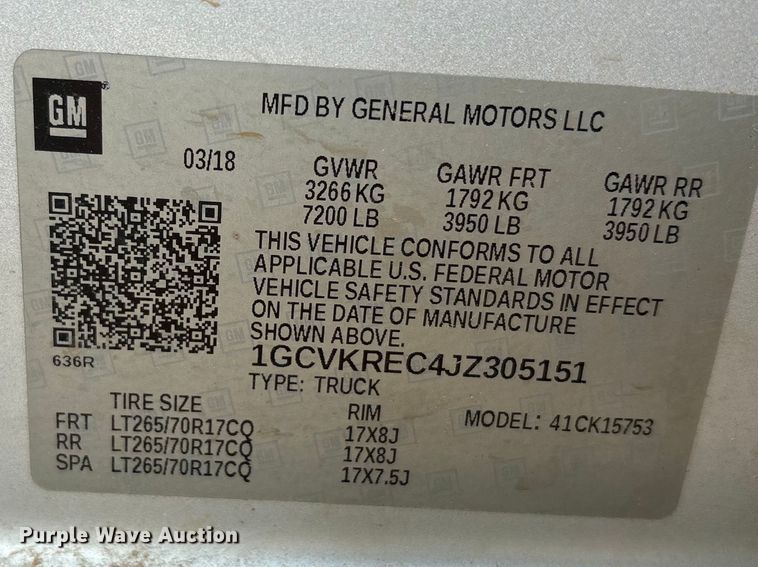 GM
MFD BY GENERAL MOTORS LLC
03/18 GVWR GAWR FRT GAWR RR
3266 KG 1792 KG 1792 KG
7200 LB 3950 LB 3950 LB
THIS VEHICLE CONFORMS TO ALL
APPLICABLE U.S. FEDERAL MOTOR
VEHICLE SAFETY STANDARDS IN EFFECT
ON THE DATE OF MANUFACTURE
SHOWN ABOVE.
636R
1GCVKREC4JZ305151
TYPE: TRUCK
TIRE SIZE RIM MODEL: 41CK15753
FRT LT265/70R17CQ 17X8J
RR LT265/70R17CQ 17X8J
SPA LT265/70R17CQ 17X7.5J
Purple Wave Auction